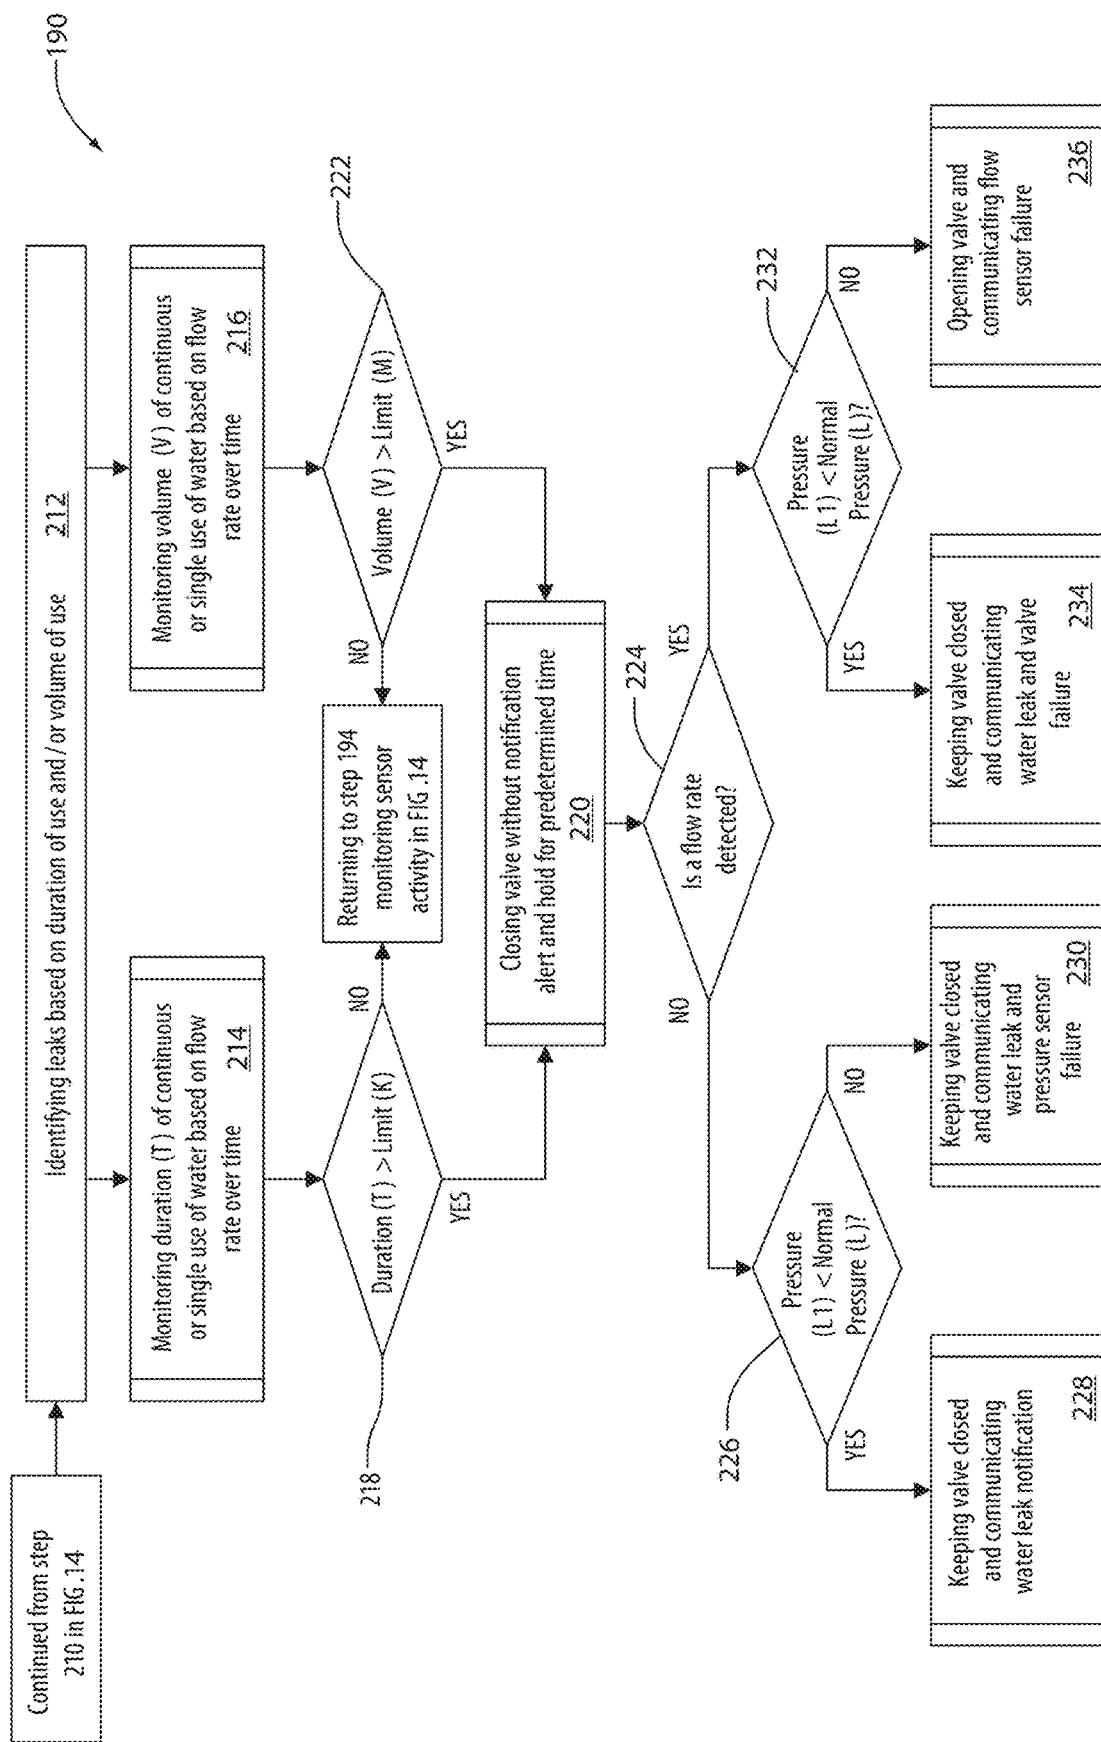 190
Continued from step
210 in FIG.14
Identifying leaks based on duration of use and/or volume of use
212
Monitoring duration (T) of continuous
or single use of water based on flow
rate over time
214
Monitoring volume (V) of continuous
or single use of water based on flow
rate over time
216
218
Duration (T) > Limit (K)
NO
YES
Returning to step 194
monitoring sensor
activity in FIG.14
222
Volume (V) > Limit (M)
NO
YES
Closing valve without notification
alert and hold for predetermined time
220
224
Is a flow rate
detected?
NO
YES
226
Pressure
(L1) < Normal
Pressure (L)?
YES
NO
232
Pressure
(L1) < Normal
Pressure (L)?
YES
NO
Keeping valve closed
and communicating
water leak notification
228
Keeping valve closed
and communicating
water leak and
pressure sensor
failure
230
Keeping valve closed
and communicating
water leak and valve
failure
234
Opening valve and
communicating flow
sensor failure
236